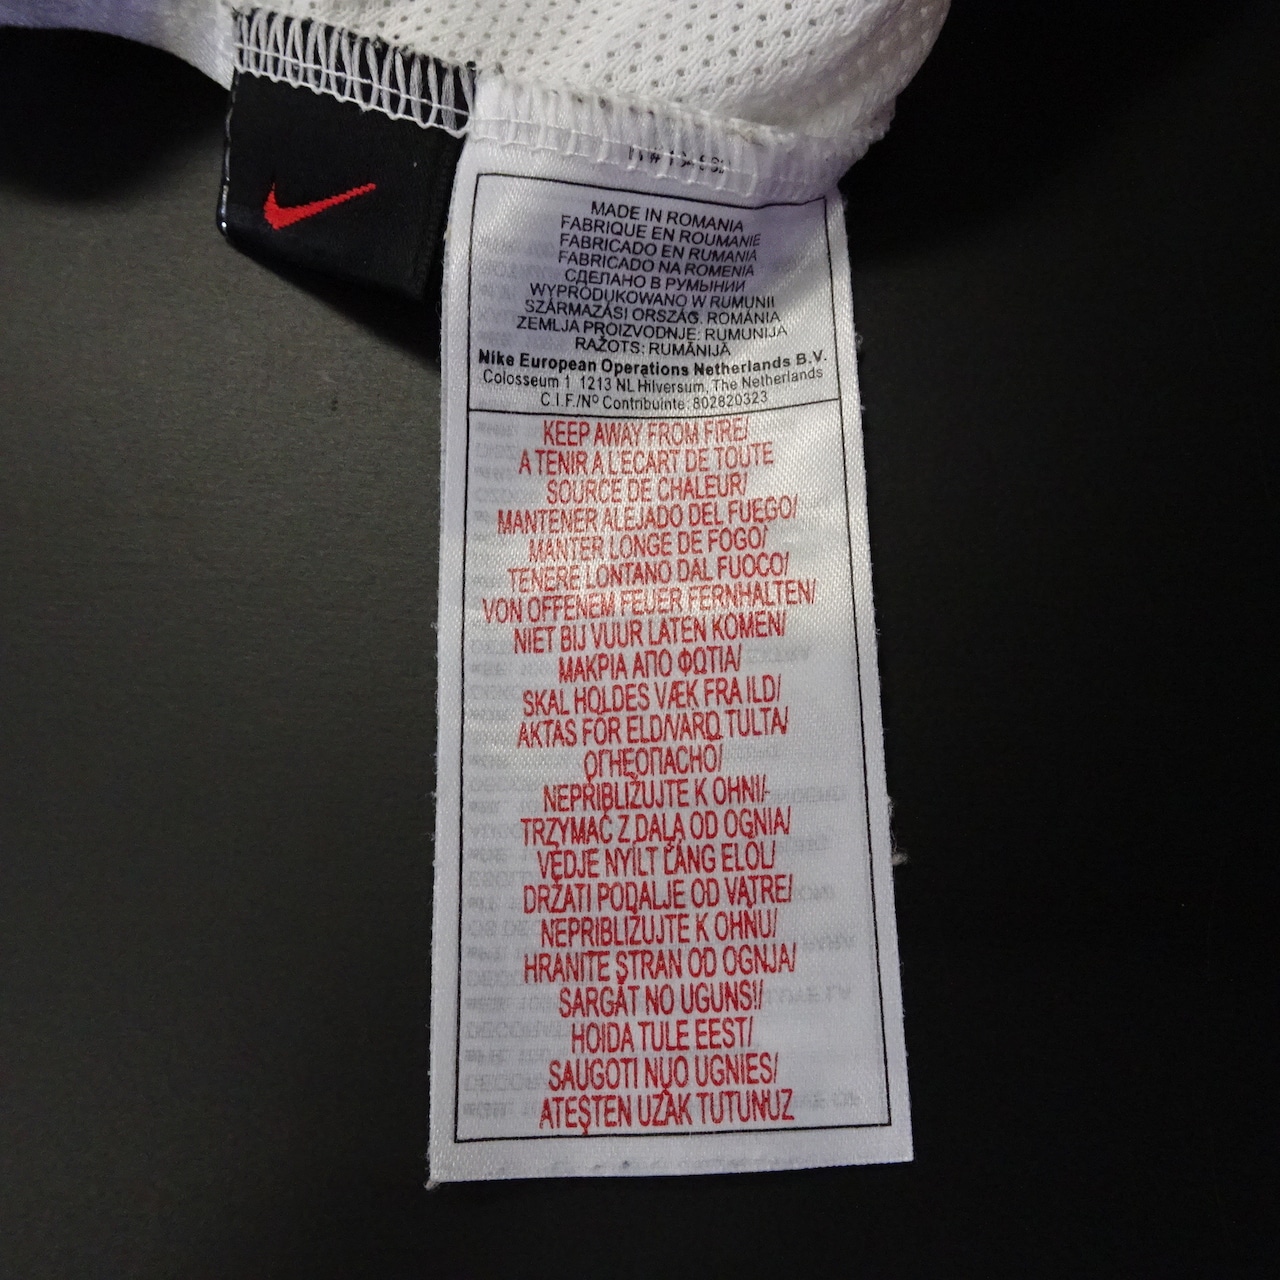 MADE IN ROMANIA
FABRIQUE EN ROUMANIE
FABRICADO EN RUMANIA
FABRICADO NA ROMENIA
СДЕЛАНО В РУМЫНИИ
WYPRODUKOWANO W RUMUNII
SZÁRMAZÁSI ORSZÁG: ROMÁNIA
ZEMLJA PROIZVODNJE: RUMUNIJA
RAŽOTS: RUMĀNIJĀ
Nike European Operations Netherlands B.V.
Colosseum 1 1213 NL Hilversum, The Netherlands
C.I.F./Nº Contribuinte: 802820323
KEEP AWAY FROM FIRE/
A TENIR A L'ECART DE TOUTE
SOURCE DE CHALEUR/
MANTENER ALEJADO DEL FUEGO/
MANTER LONGE DE FOGO/
TENERE LONTANO DAL FUOCO/
VON OFFENEM FEUER FERNHALTEN/
NIET BIJ VUUR LATEN KOMEN/
ΜΑΚΡΙΑ ΑΠΟ ΦΩΤΙΑ/
SKAL HOLDES VÆK FRA ILD/
AKTAS FÖR ELD/VARO TULTA/
ОГНЕОПАСНО/
NEPŘIBLIŽUJTE K OHNI/
TRZYMAĆ Z DALA OD OGNIA/
VÉDJE NYÍLT LÁNG ELŐL/
DRŽATI PODALJE OD VATRE/
NEPRIBLIŽUJTE K OHŇU/
HRANITE STRAN OD OGNJA/
SARGĀT NO UGUNS!/
HOIDA TULE EEST/
SAUGOTI NUO UGNIES/
ATEŞTEN UZAK TUTUNUZ